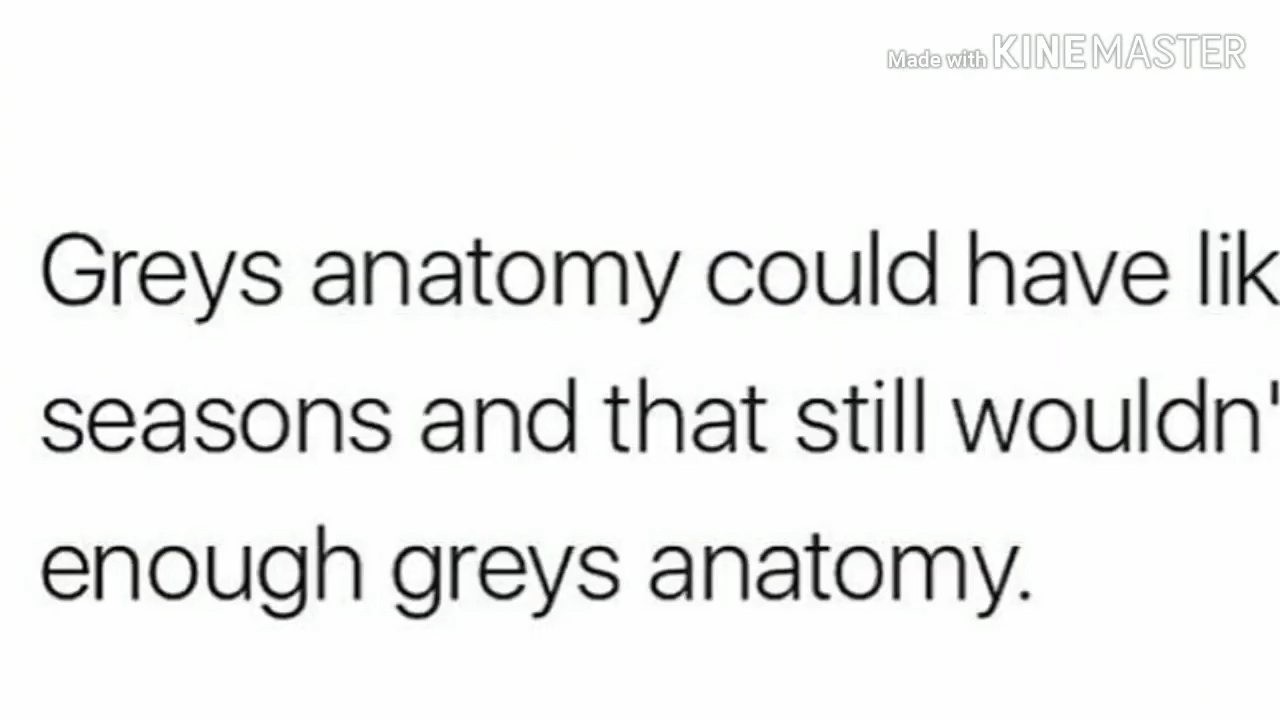 Made with KINEMASTER
Greys anatomy could have lik
seasons and that still wouldn'
enough greys anatomy.